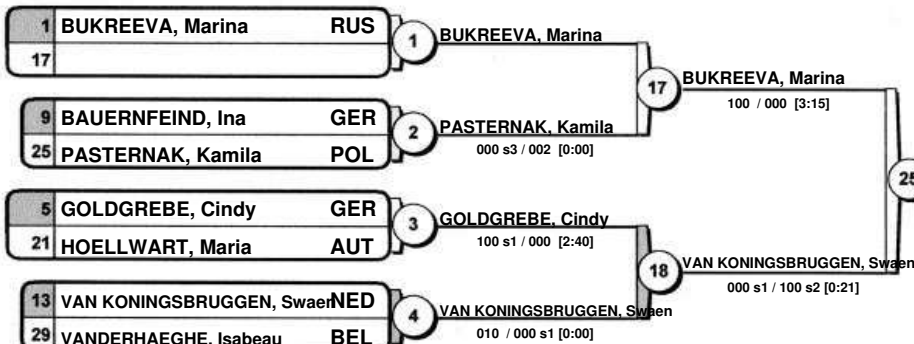 1 BUKREEVA, Marina RUS
17
1
BUKREEVA, Marina
9 BAUERNFEIND, Ina GER
25 PASTERNAK, Kamila POL
2
PASTERNAK, Kamila
000 s3 / 002 [0:00]
17
BUKREEVA, Marina
100 / 000 [3:15]
5 GOLDGREBE, Cindy GER
21 HOELLWART, Maria AUT
3
GOLDGREBE, Cindy
100 s1 / 000 [2:40]
13 VAN KONINGSBRUGGEN, Swaen NED
29 VANDERHAEGHE, Isabeau BEL
4
VAN KONINGSBRUGGEN, Swaen
010 / 000 s1 [0:00]
18
VAN KONINGSBRUGGEN, Swaen
000 s1 / 100 s2 [0:21]
25